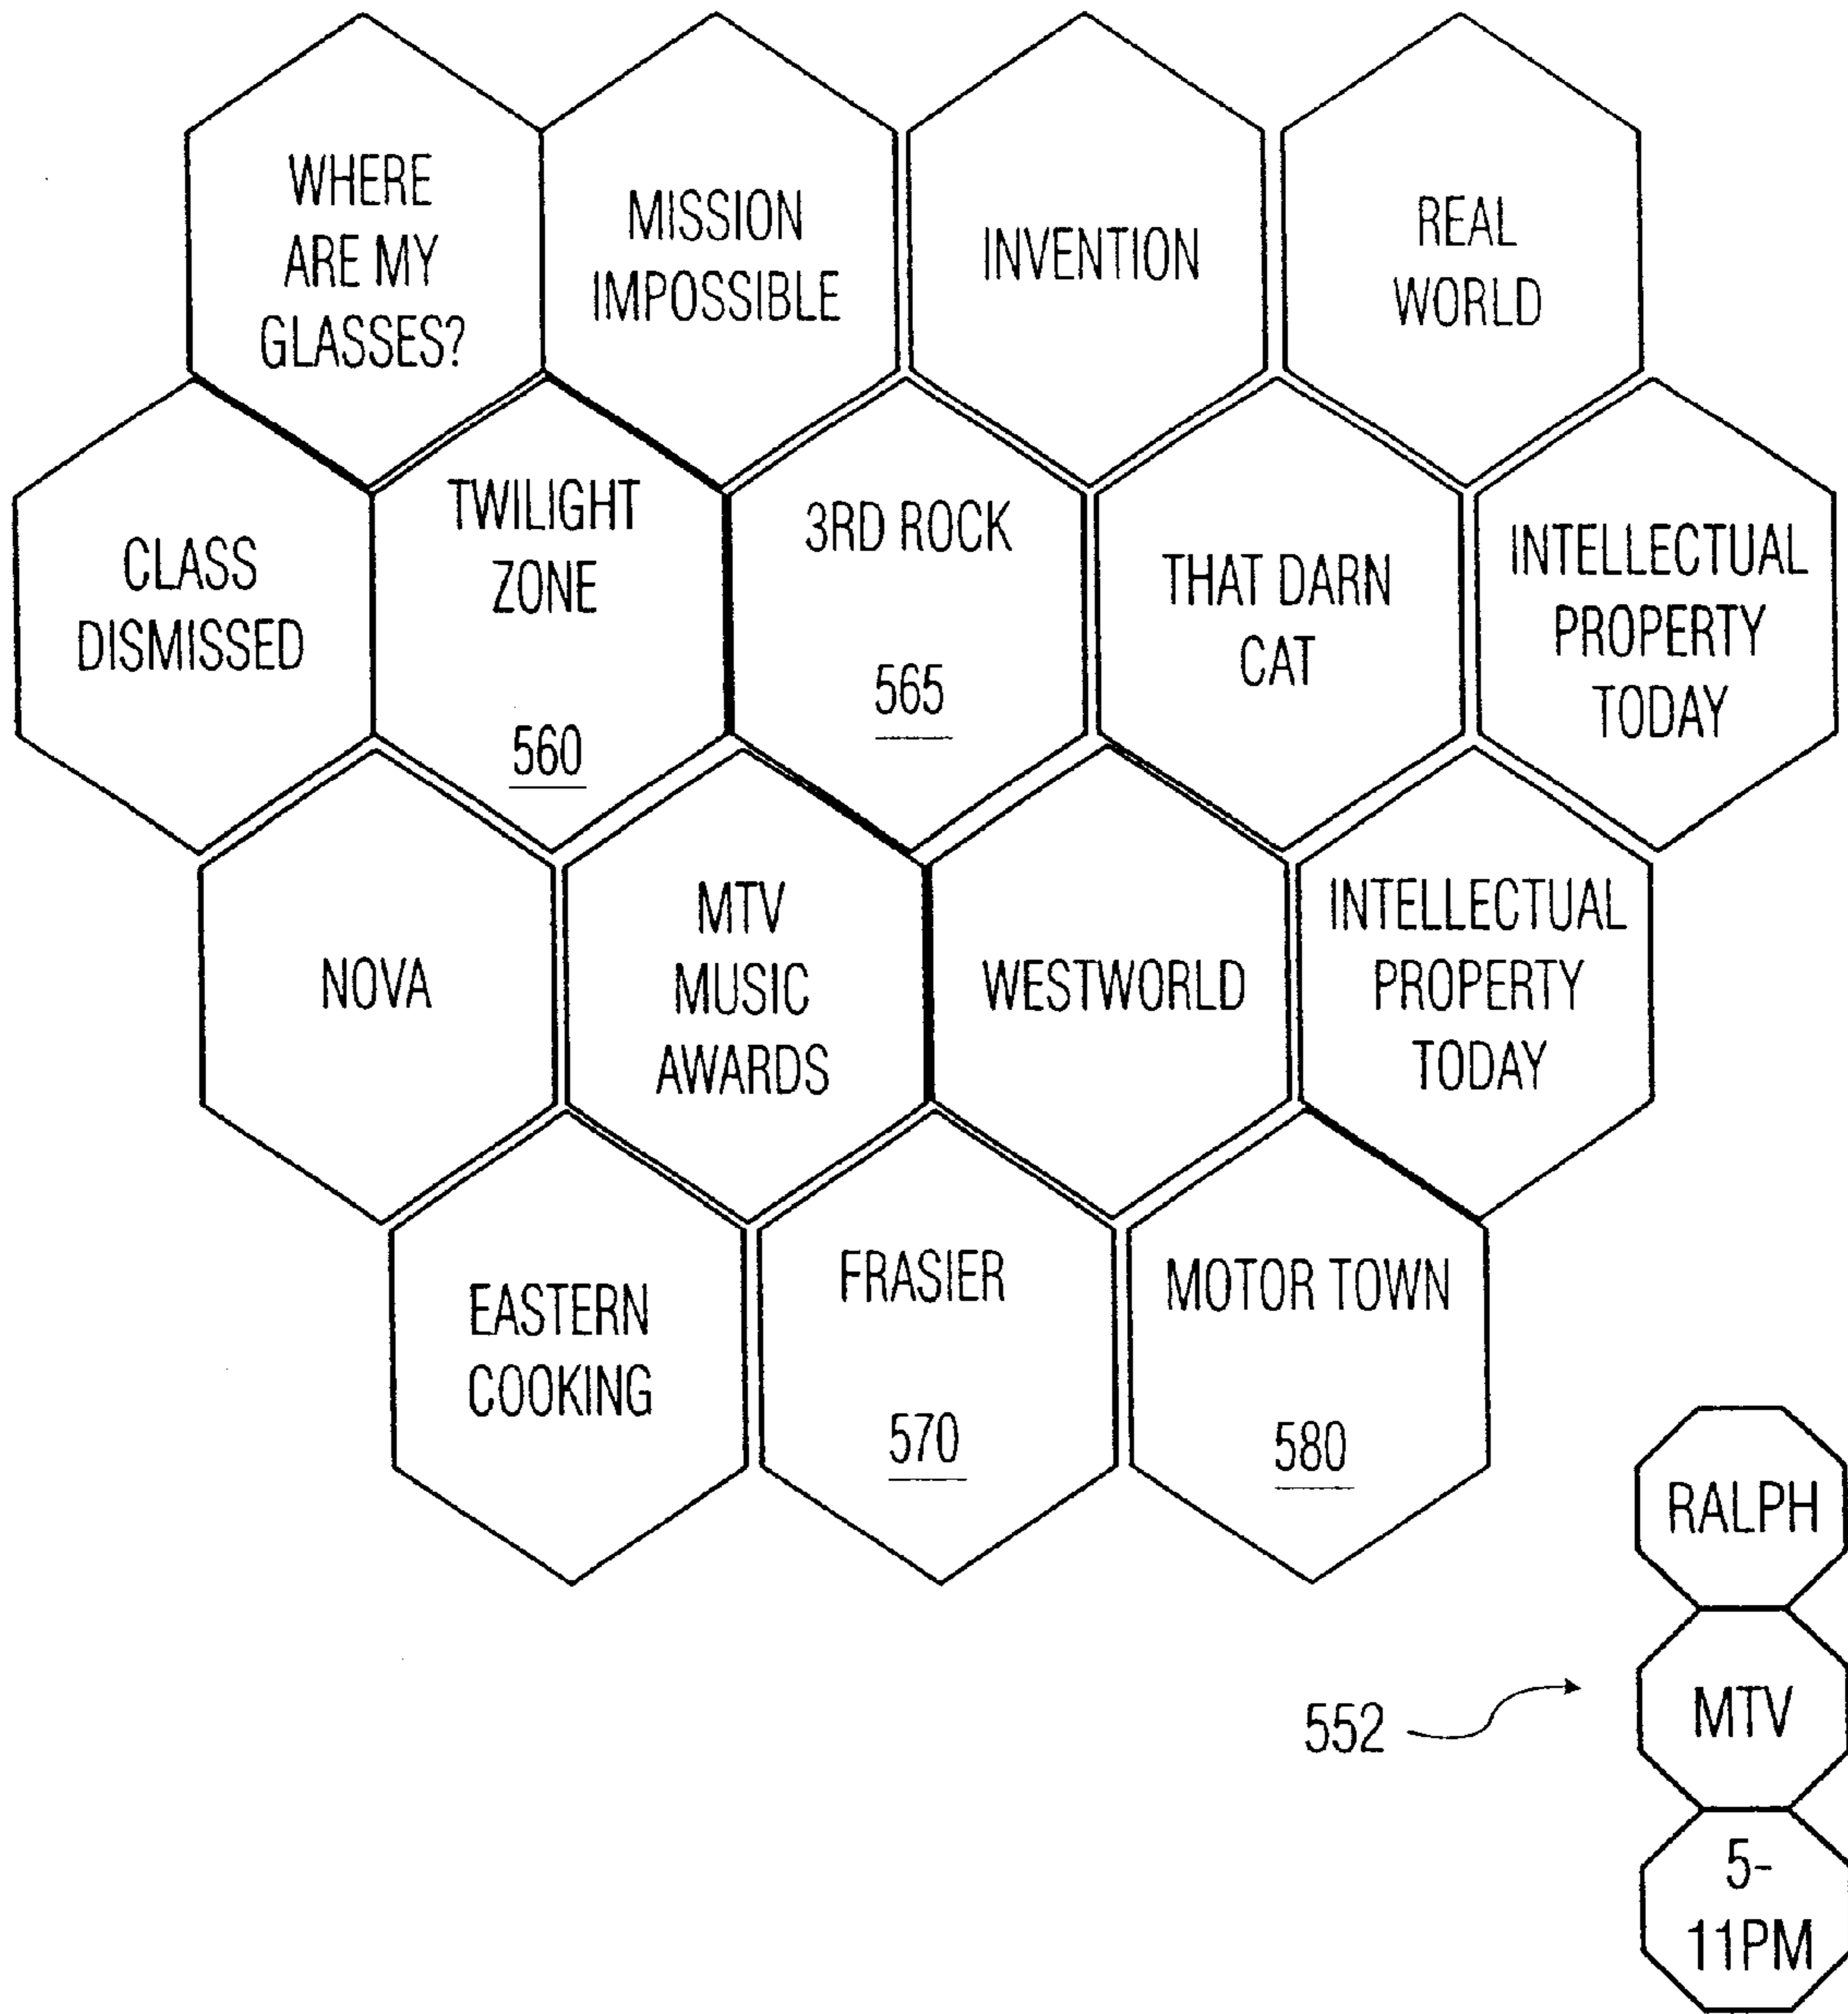 WHERE
ARE MY
GLASSES?
MISSION
IMPOSSIBLE
INVENTION
REAL
WORLD
CLASS
DISMISSED
TWILIGHT
ZONE
560
3RD ROCK
565
THAT DARN
CAT
INTELLECTUAL
PROPERTY
TODAY
NOVA
MTV
MUSIC
AWARDS
WESTWORLD
INTELLECTUAL
PROPERTY
TODAY
EASTERN
COOKING
FRASIER
570
MOTOR TOWN
580
RALPH
552
MTV
5-
11PM